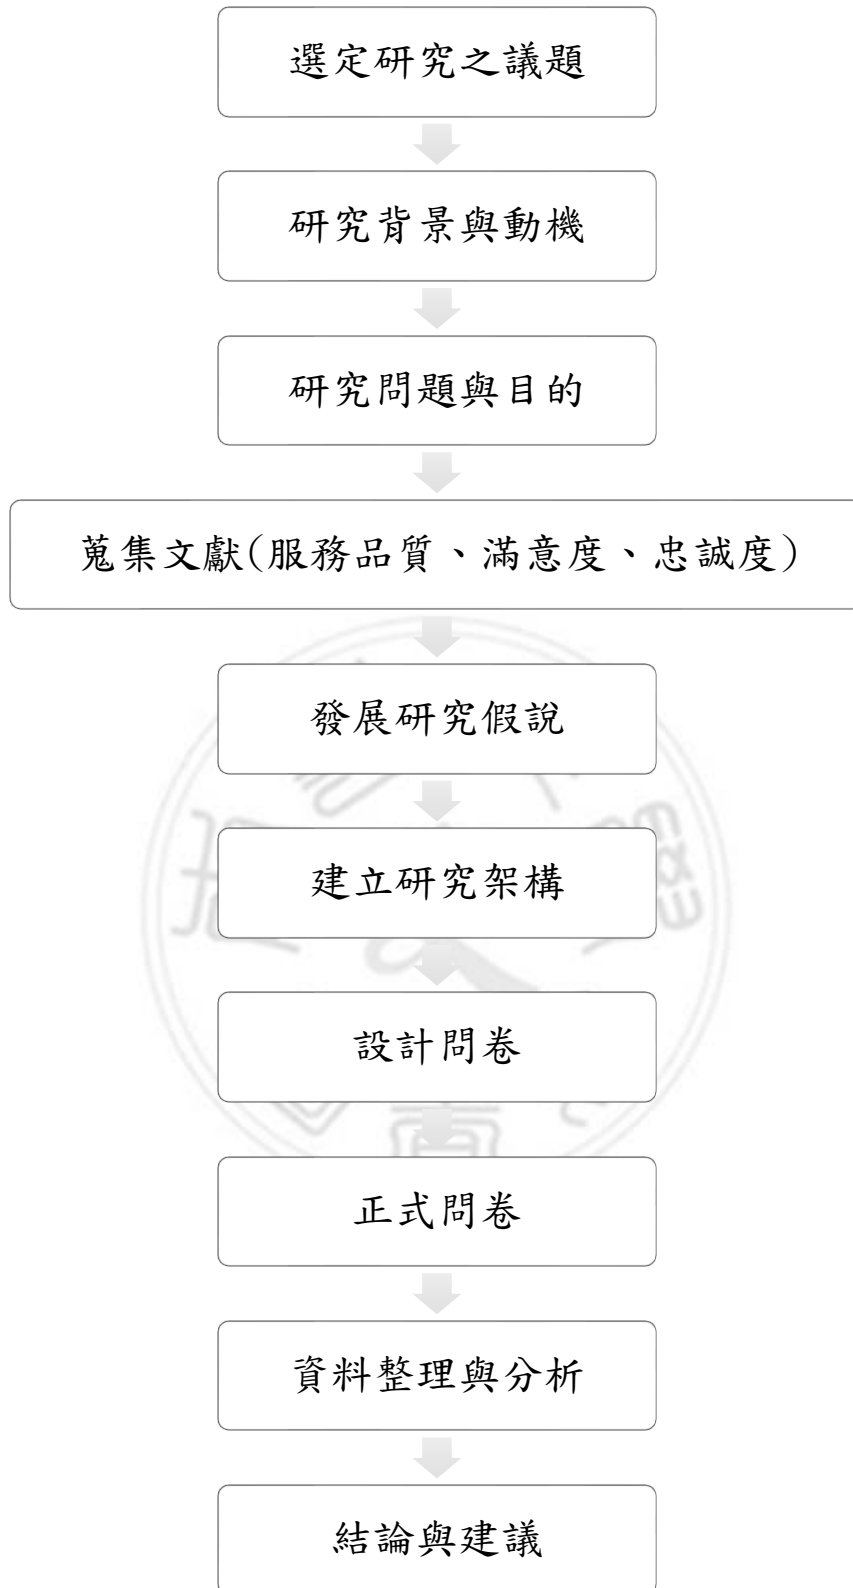 選定研究之議題
研究背景與動機
研究問題與目的
蒐集文獻(服務品質、滿意度、忠誠度)
發展研究假說
建立研究架構
設計問卷
正式問卷
資料整理與分析
結論與建議